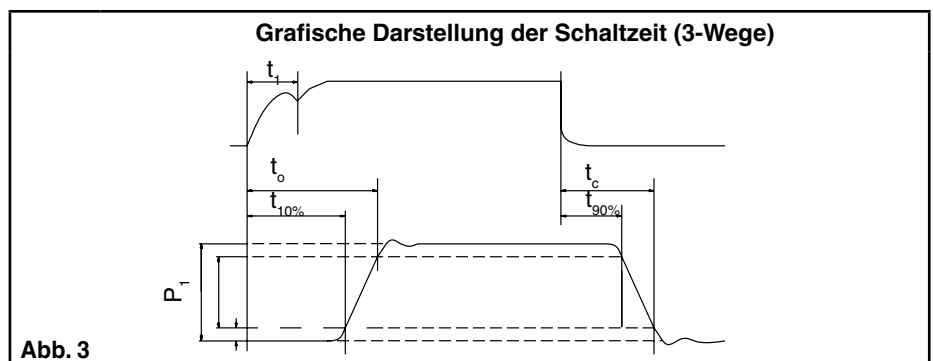 Grafische Darstellung der Schaltzeit (3-Wege)
t1
to
tc
t10%
t90%
P1
Abb. 3